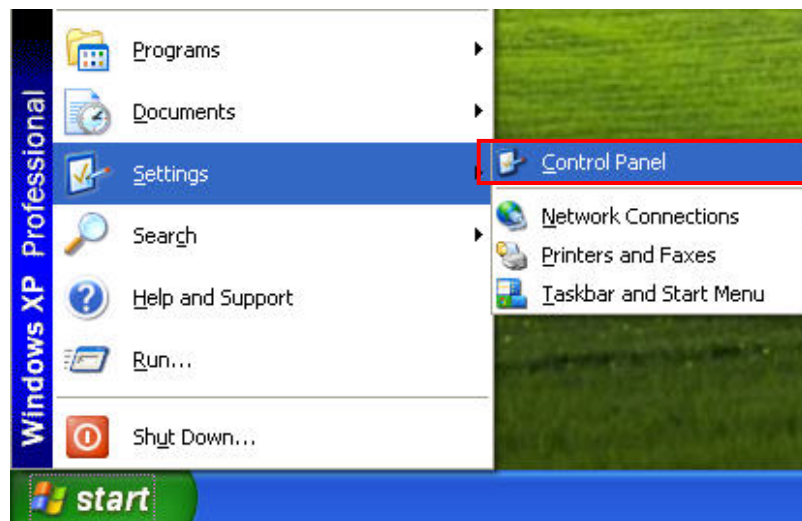 Windows XP Professional
Programs
Documents
Settings
Search
Help and Support
Run...
Shut Down...
Control Panel
Network Connections
Printers and Faxes
Taskbar and Start Menu
start